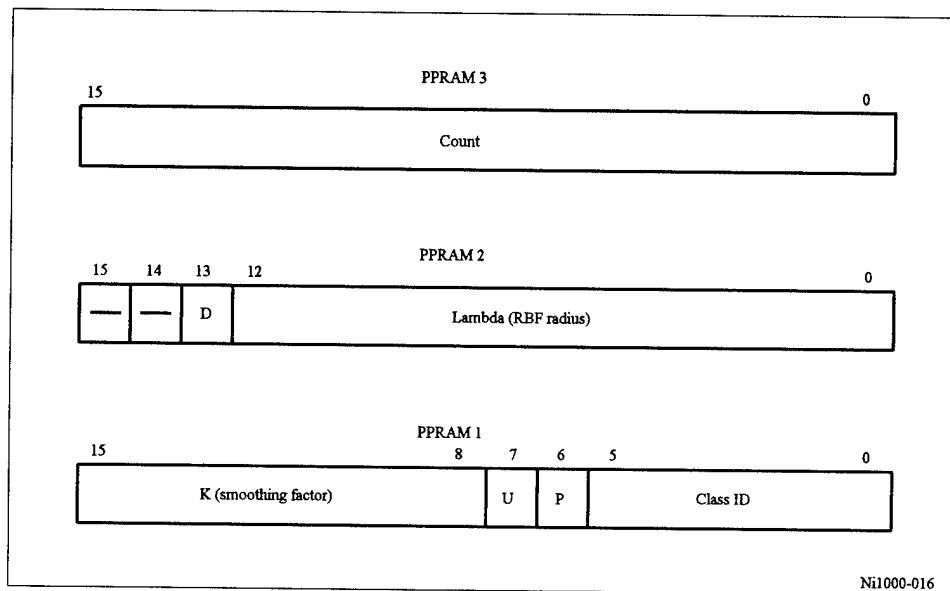 PPRAM 3
15 0
Count
PPRAM 2
15 14 13 12 0
— — D Lambda (RBF radius)
PPRAM 1
15 8 7 6 5 0
K (smoothing factor) U P Class ID
Ni1000-016